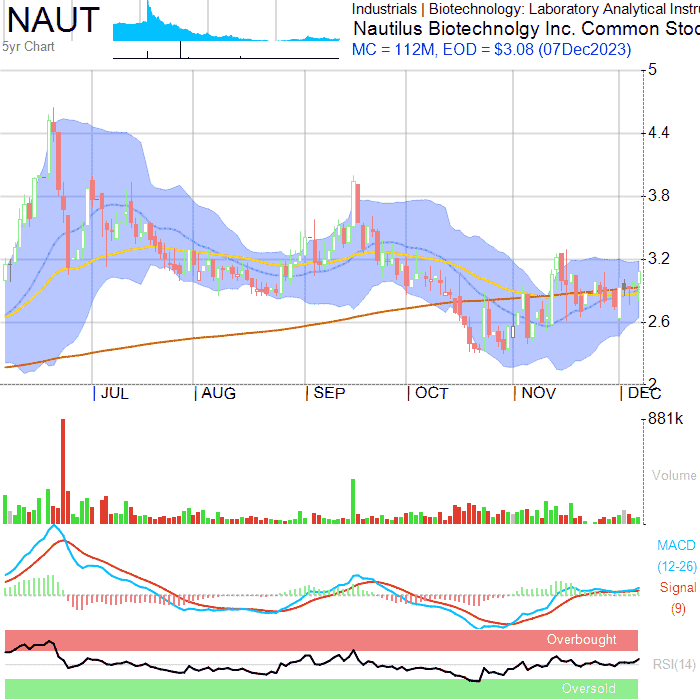 NAUT
5yr Chart
Industrials | Biotechnology: Laboratory Analytical Instr
Nautilus Biotechnolgy Inc. Common Stoc
MC = 112M, EOD = $3.08 (07Dec2023)
5
4.4
3.8
3.2
2.6
2
JUL
AUG
SEP
OCT
NOV
DEC
881k
Volume
MACD
(12-26)
Signal
(9)
Overbought
RSI(14)
Oversold